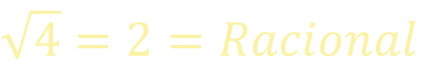 √4 = 2 = Racional